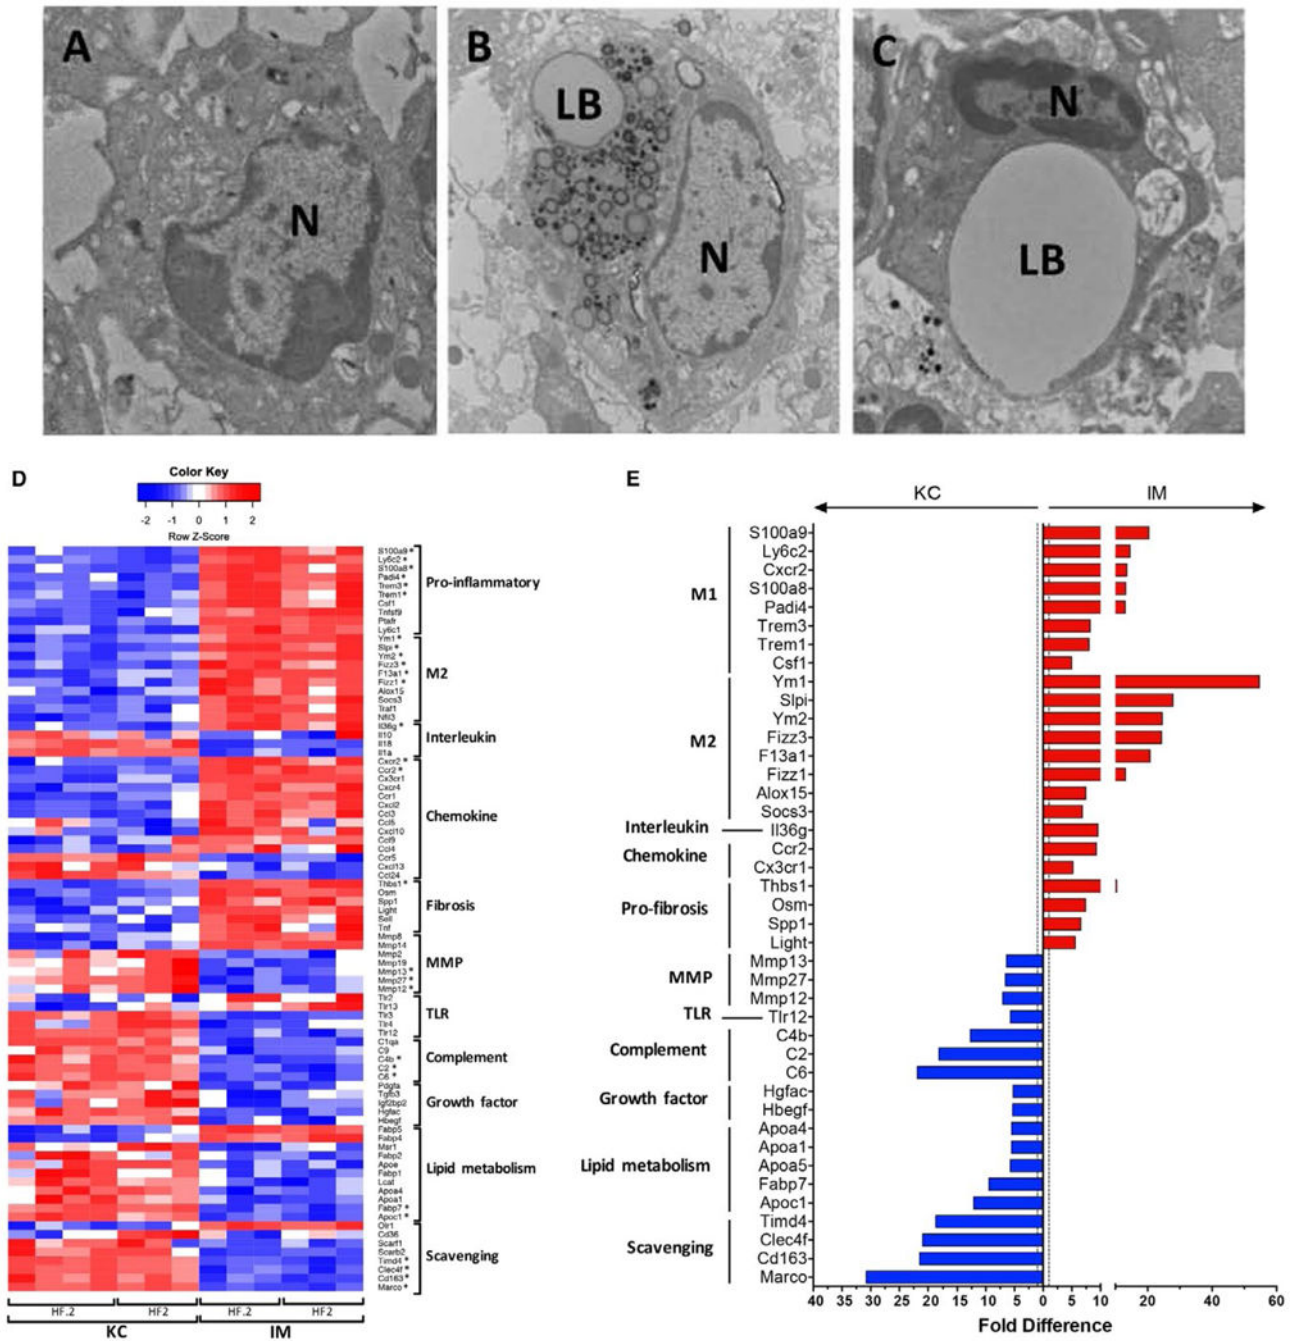 A
N
B
LB
N
C
N
LB
D
Color Key
-2 -1 0 1 2
Row Z-Score
S100a9 *
Ly6c2 *
S100a8 *
Padi4 *
Trem3 *
Trem1 *
Csf1
Tnfsf9
Ptafr
Ly6c1
Pro-inflammatory
Ym1 *
Slpi *
Ym2 *
Fizz3 *
F13a1 *
Fizz1 *
Alox15
Socs3
Traf1
Nfil3
M2
Il36g *
Il10
Il18
Il1a
Interleukin
Cxcr2 *
Ccr2 *
Cx3cr1
Cxcr4
Ccr1
Cxcl2
Ccl3
Ccl5
Cxcl10
Ccl9
Ccl4
Ccr5
Cxcl13
Ccl24
Chemokine
Thbs1 *
Osm
Spp1
Light
Sell
Tnf
Fibrosis
Mmp8
Mmp14
Mmp2
Mmp19
Mmp13 *
Mmp27 *
Mmp12 *
MMP
Tlr2
Tlr13
Tlr3
Tlr4
Tlr12
TLR
C1qa
C9
C4b *
C2 *
C6 *
Complement
Pdgfa
Tgfb3
Igf2bp2
Hgfac
Hbegf
Growth factor
Fabp5
Fabp4
Msr1
Fabp2
Apoe
Fabp1
Lcat
Apoa4
Apoa1
Fabp7 *
Apoc1 *
Lipid metabolism
Olr1
Cd36
Scarf1
Scarb2
Timd4 *
Clec4f *
Cd163 *
Marco *
Scavenging
HF.2 HF2 HF.2 HF2
KC IM
E
KC IM
S100a9
Ly6c2
Cxcr2
S100a8
Padi4
Trem3
Trem1
Csf1
M1
Ym1
Slpi
Ym2
Fizz3
F13a1
Fizz1
Alox15
Socs3
M2
Interleukin Il36g
Ccr2
Cx3cr1
Chemokine
Thbs1
Osm
Spp1
Light
Pro-fibrosis
Mmp13
Mmp27
Mmp12
MMP
TLR Tlr12
C4b
C2
C6
Complement
Hgfac
Hbegf
Growth factor
Apoa4
Apoa1
Apoa5
Fabp7
Apoc1
Lipid metabolism
Timd4
Clec4f
Cd163
Marco
Scavenging
40 35 30 25 20 15 10 5 0 5 10 20 40 60
Fold Difference